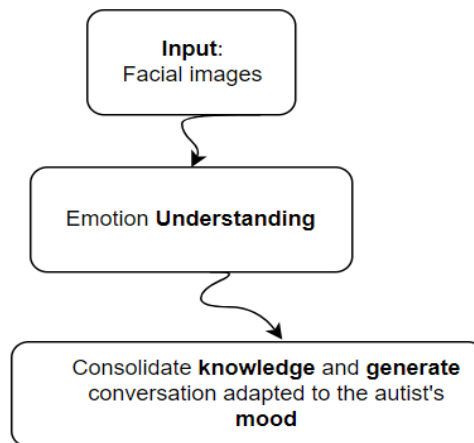 Input:
Facial images
Emotion Understanding
Consolidate knowledge and generate
conversation adapted to the autist's
mood